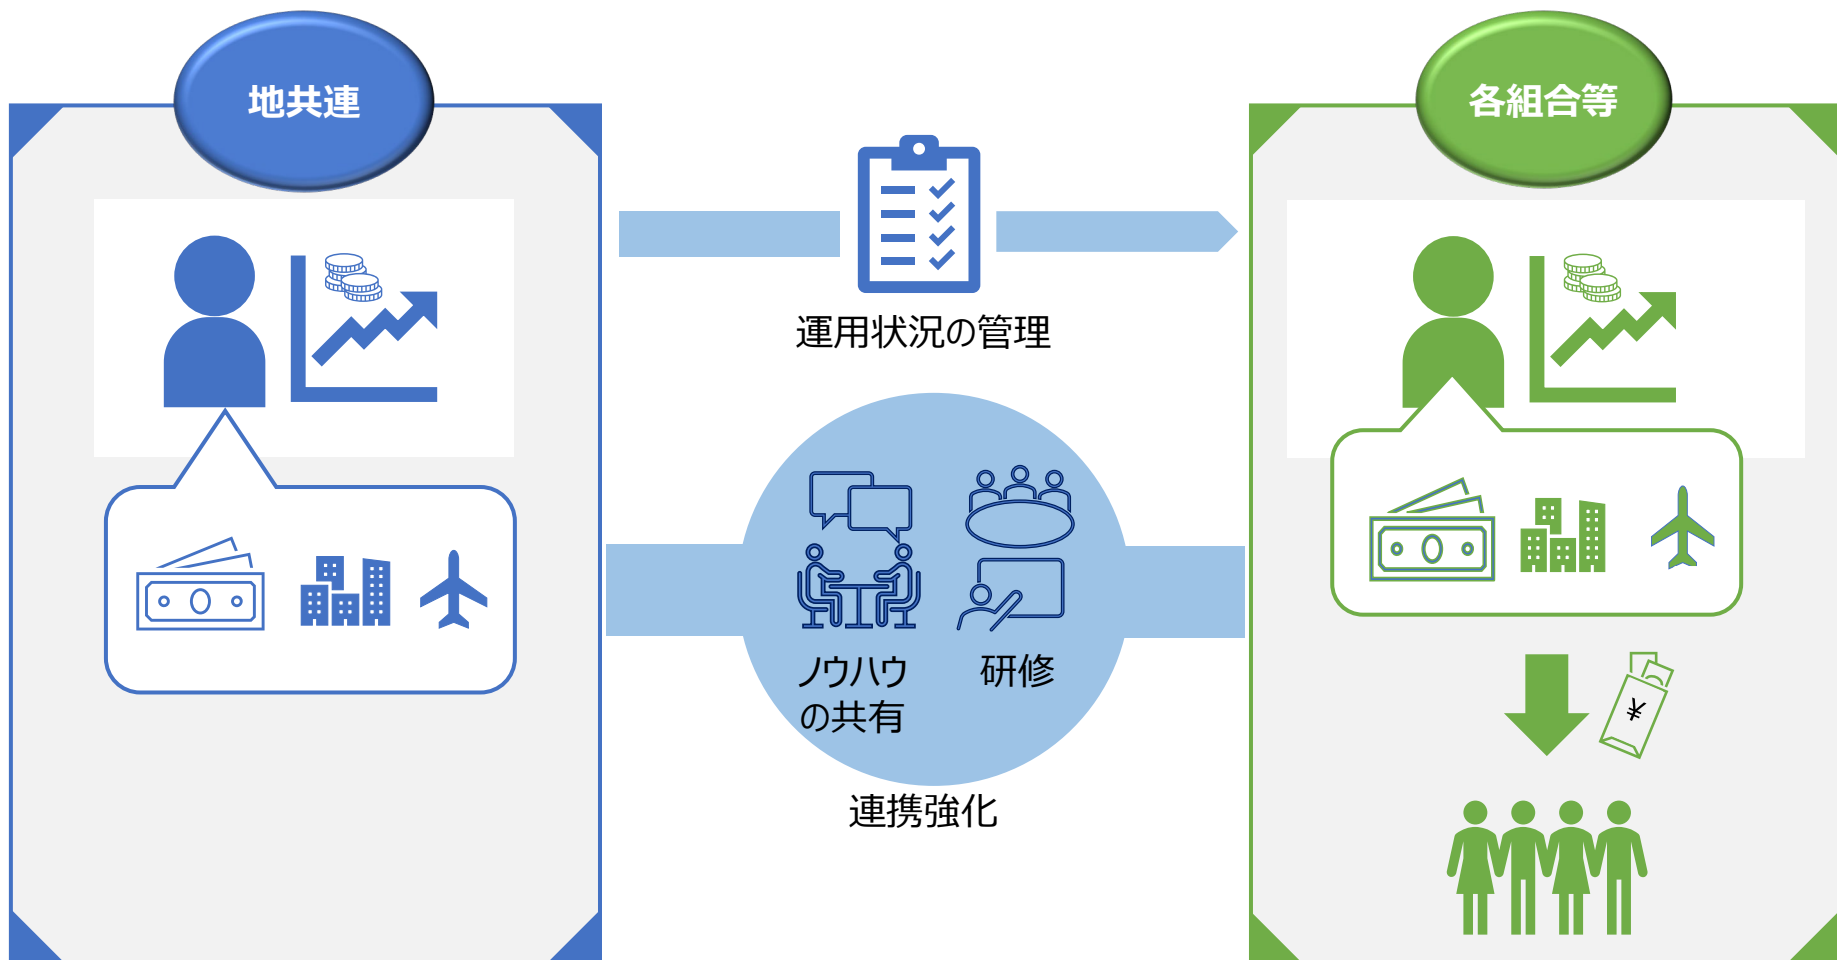 地共連
各組合等
運用状況の管理
ノウハウ
の共有
研修
¥
連携強化